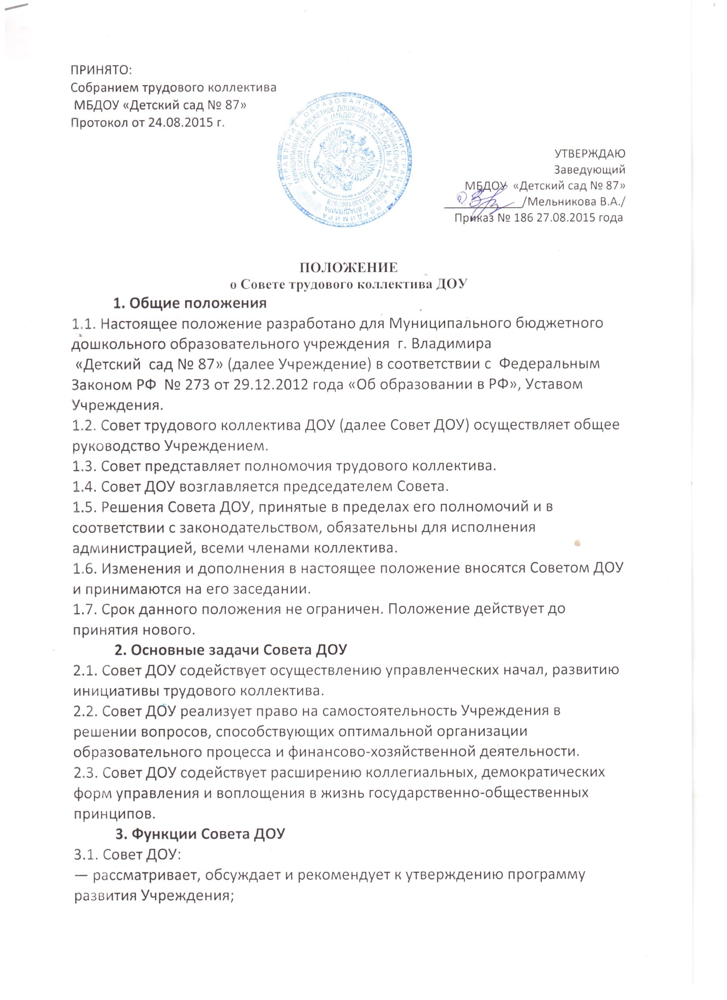 ПРИНЯТО:
Собранием трудового коллектива
МБДОУ «Детский сад № 87»
Протокол от 24.08.2015 г.
УПРАВЛЕНИЕ ОБРАЗОВАНИЯ АДМИНИСТРАЦИИ Г. ВЛАДИМИРА
МУНИЦИПАЛЬНОЕ БЮДЖЕТНОЕ ДОШКОЛЬНОЕ ОБРАЗОВАТЕЛЬНОЕ УЧРЕЖДЕНИЕ Г. ВЛАДИМИРА
"ДЕТСКИЙ САД № 87" * (МБДОУ "ДЕТСКИЙ САД № 87") * ОГРН 1033301807978
УТВЕРЖДАЮ
Заведующий
МБДОУ «Детский сад № 87»
____________/Мельникова В.А./
Приказ № 186 27.08.2015 года
ПОЛОЖЕНИЕ
о Совете трудового коллектива ДОУ
1. Общие положения
1.1. Настоящее положение разработано для Муниципального бюджетного
дошкольного образовательного учреждения г. Владимира
«Детский сад № 87» (далее Учреждение) в соответствии с Федеральным
Законом РФ № 273 от 29.12.2012 года «Об образовании в РФ», Уставом
Учреждения.
1.2. Совет трудового коллектива ДОУ (далее Совет ДОУ) осуществляет общее
руководство Учреждением.
1.3. Совет представляет полномочия трудового коллектива.
1.4. Совет ДОУ возглавляется председателем Совета.
1.5. Решения Совета ДОУ, принятые в пределах его полномочий и в
соответствии с законодательством, обязательны для исполнения
администрацией, всеми членами коллектива.
1.6. Изменения и дополнения в настоящее положение вносятся Советом ДОУ
и принимаются на его заседании.
1.7. Срок данного положения не ограничен. Положение действует до
принятия нового.
2. Основные задачи Совета ДОУ
2.1. Совет ДОУ содействует осуществлению управленческих начал, развитию
инициативы трудового коллектива.
2.2. Совет ДОУ реализует право на самостоятельность Учреждения в
решении вопросов, способствующих оптимальной организации
образовательного процесса и финансово-хозяйственной деятельности.
2.3. Совет ДОУ содействует расширению коллегиальных, демократических
форм управления и воплощения в жизнь государственно-общественных
принципов.
3. Функции Совета ДОУ
3.1. Совет ДОУ:
— рассматривает, обсуждает и рекомендует к утверждению программу
развития Учреждения;